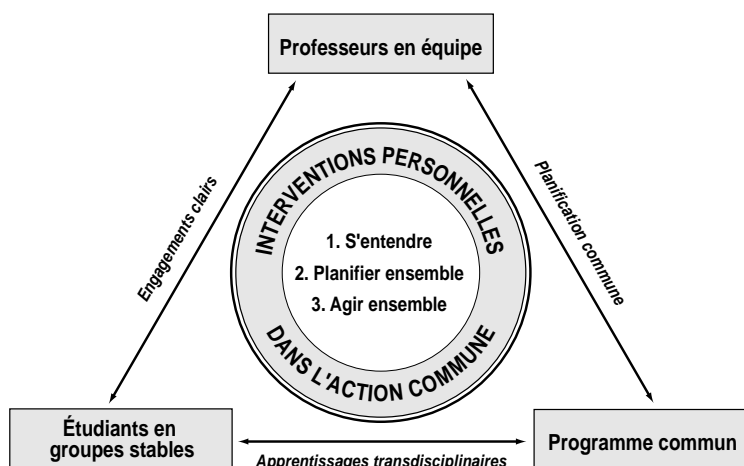 Professeurs en équipe
Engagements clairs
Planification commune
INTERVENTIONS PERSONNELLES
1. S'entendre
2. Planifier ensemble
3. Agir ensemble
DANS L'ACTION COMMUNE
Étudiants en
groupes stables
Apprentissages transdisciplinaires
Programme commun